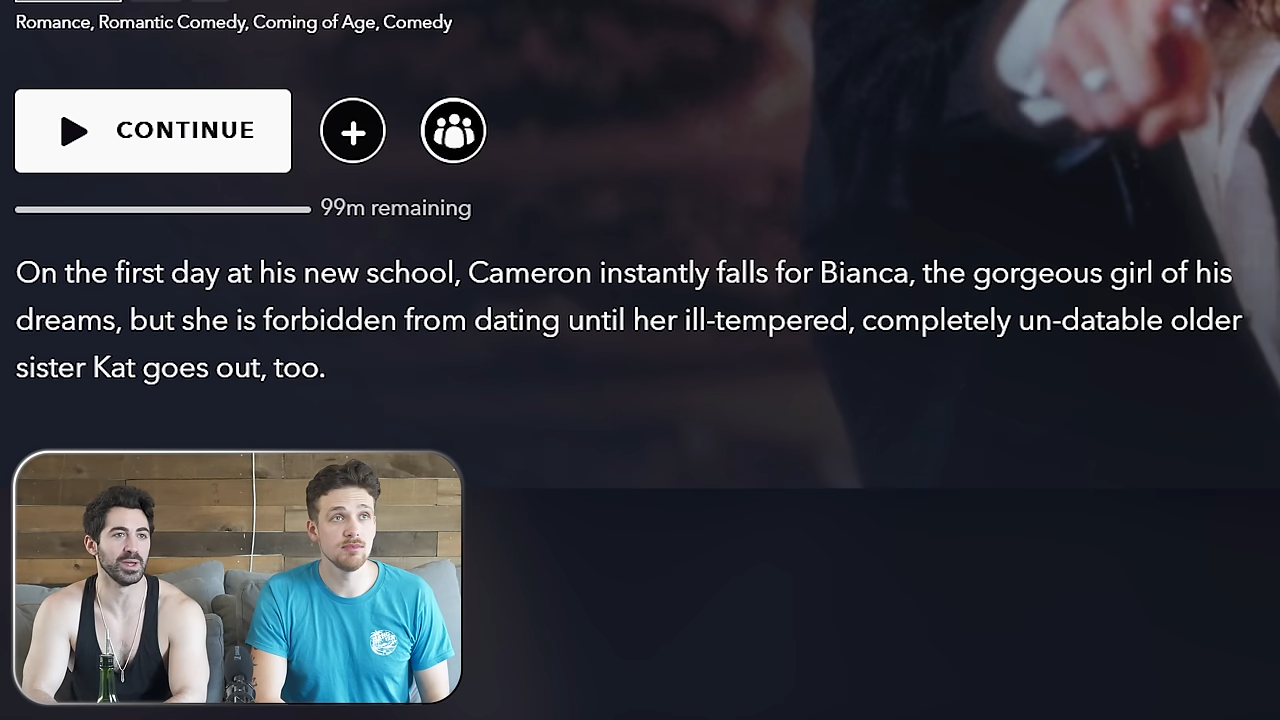 Romance, Romantic Comedy, Coming of Age, Comedy
CONTINUE
99m remaining
On the first day at his new school, Cameron instantly falls for Bianca, the gorgeous girl of his
dreams, but she is forbidden from dating until her ill-tempered, completely un-datable older
sister Kat goes out, too.